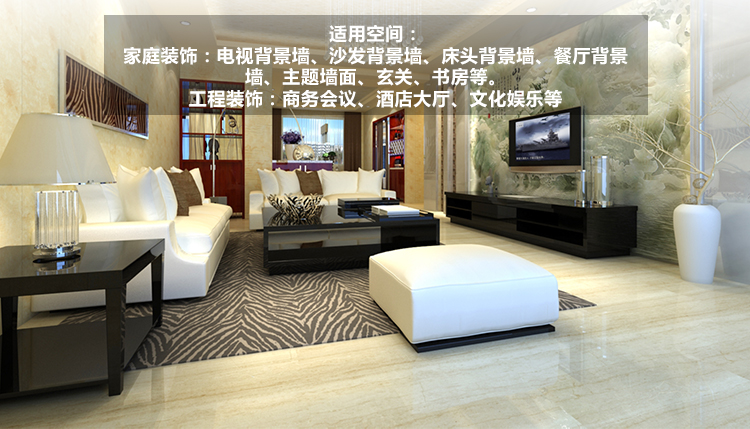 适用空间：
家庭装饰：电视背景墙、沙发背景墙、床头背景墙、餐厅背景
墙、主题墙面、玄关、书房等。
工程装饰：商务会议、酒店大厅、文化娱乐等